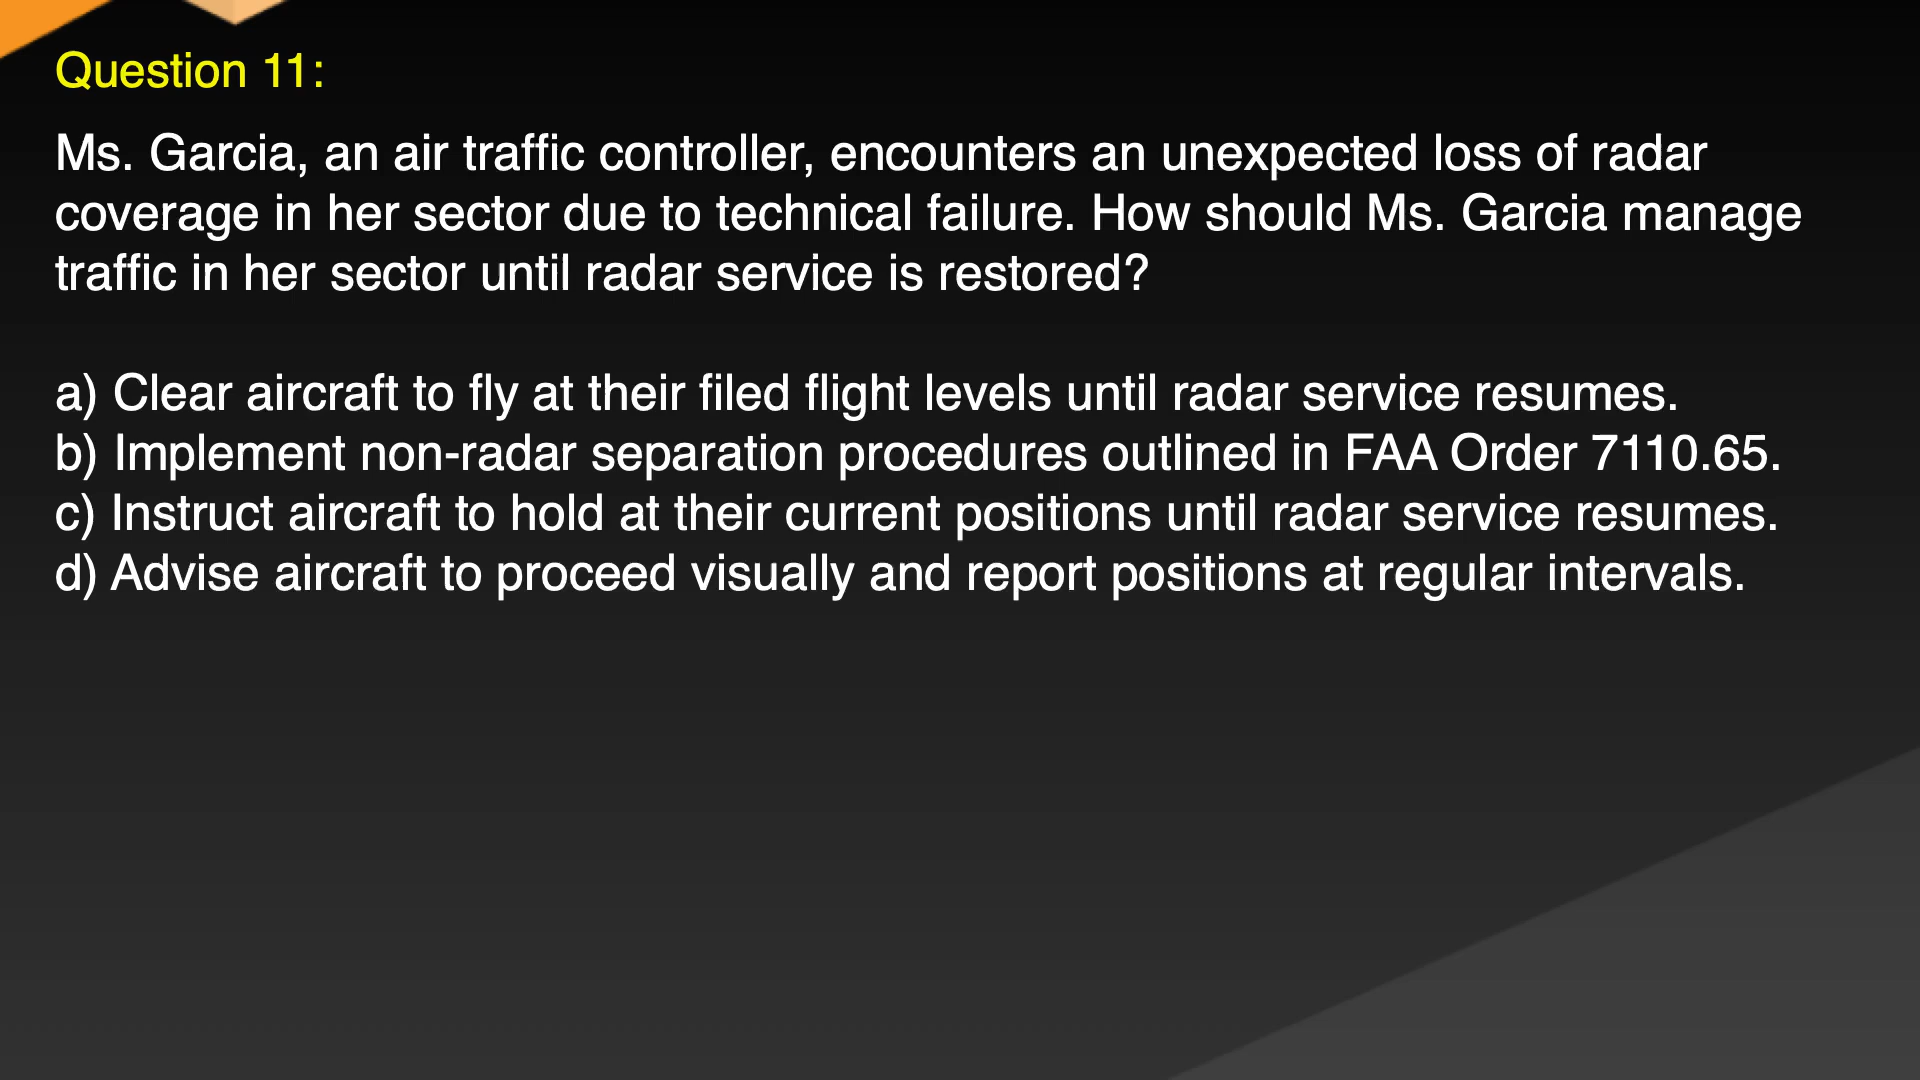 Question 11:
Ms. Garcia, an air traffic controller, encounters an unexpected loss of radar
coverage in her sector due to technical failure. How should Ms. Garcia manage
traffic in her sector until radar service is restored?
a) Clear aircraft to fly at their filed flight levels until radar service resumes.
b) Implement non-radar separation procedures outlined in FAA Order 7110.65.
c) Instruct aircraft to hold at their current positions until radar service resumes.
d) Advise aircraft to proceed visually and report positions at regular intervals.